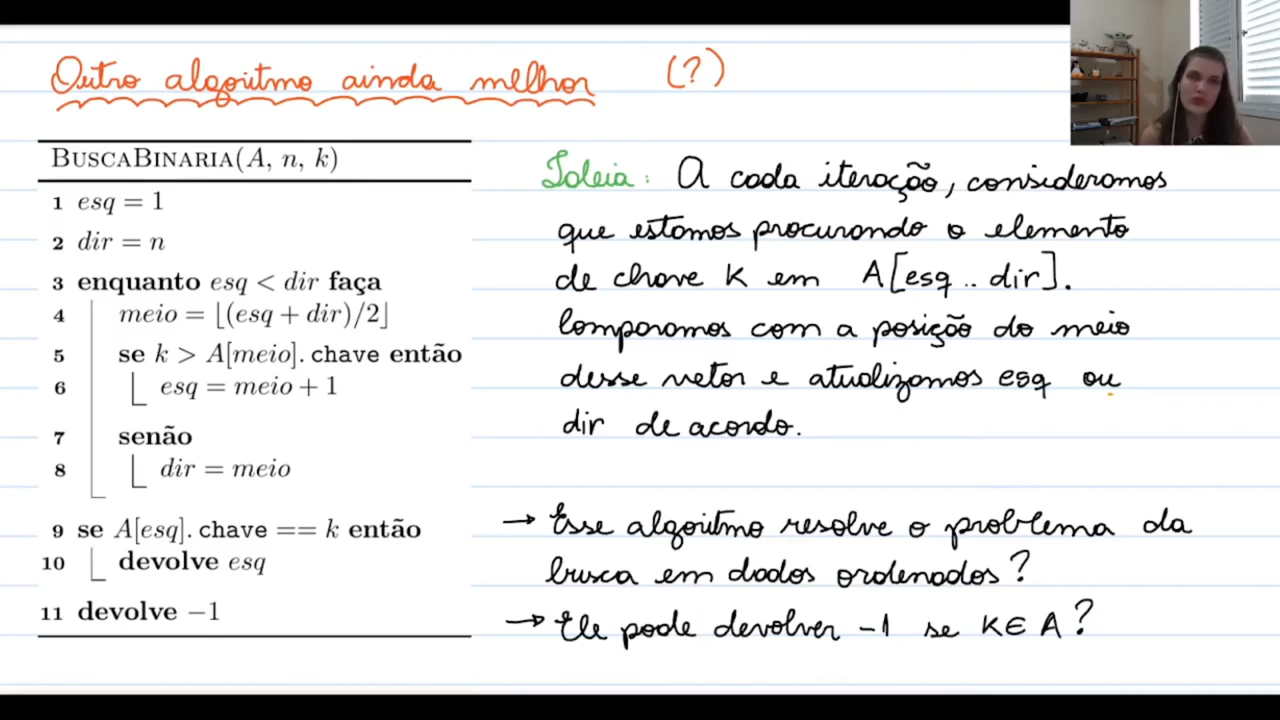 Outro algoritmo ainda melhor (?)
BUSCABINARIA(A, n, k)
1 esq = 1
2 dir = n
3 enquanto esq < dir faça
4 meio = ⌊(esq + dir)/2⌋
5 se k > A[meio].chave então
6 esq = meio + 1
7 senão
8 dir = meio
9 se A[esq].chave == k então
10 devolve esq
11 devolve −1
Ideia: A cada iteração, consideramos
que estamos procurando o elemento
de chave K em A[esq .. dir].
Comparamos com a posição do meio
desse vetor e atualizamos esq ou
dir de acordo.
→ Esse algoritmo resolve o problema da
busca em dados ordenados?
→ Ele pode devolver -1 se K ∈ A?